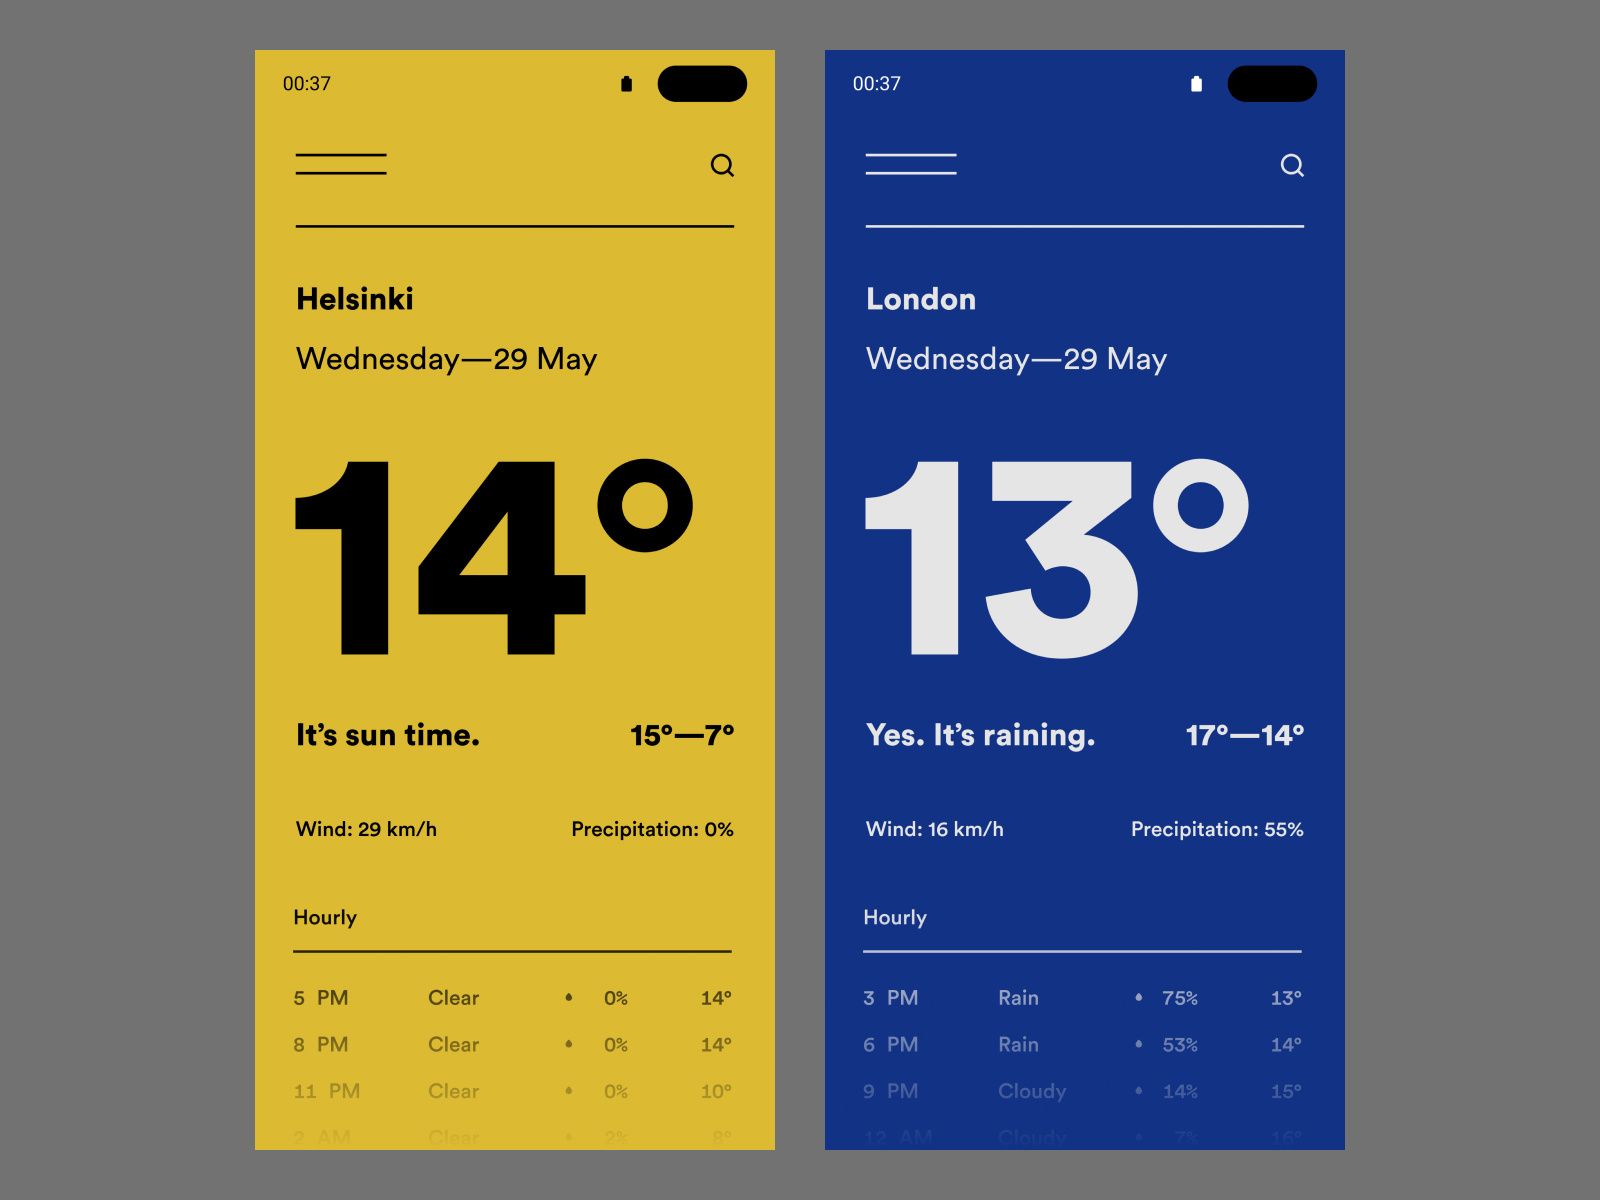 00:37
Helsinki
Wednesday—29 May
14°
It's sun time. 15°—7°
Wind: 29 km/h Precipitation: 0%
Hourly
5 PM Clear 0% 14°
8 PM Clear 0% 14°
11 PM Clear 0% 10°
2 AM Clear 2% 8°
00:37
London
Wednesday—29 May
13°
Yes. It's raining. 17°—14°
Wind: 16 km/h Precipitation: 55%
Hourly
3 PM Rain 75% 13°
6 PM Rain 53% 14°
9 PM Cloudy 14% 15°
12 AM Cloudy 7% 16°